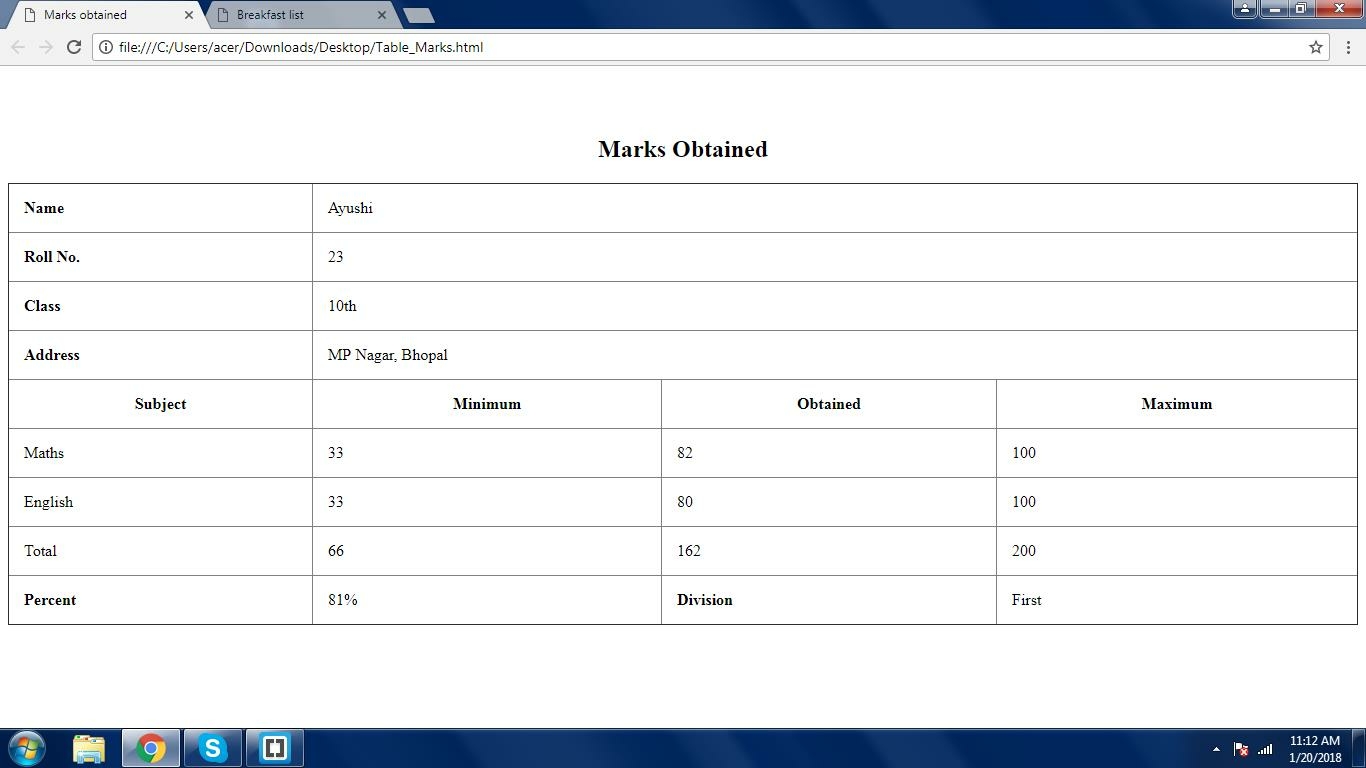 Marks obtained
Breakfast list
file:///C:/Users/acer/Downloads/Desktop/Table_Marks.html
Marks Obtained
Name Ayushi
Roll No. 23
Class 10th
Address MP Nagar, Bhopal
Subject Minimum Obtained Maximum
Maths 33 82 100
English 33 80 100
Total 66 162 200
Percent 81% Division First
11:12 AM
1/20/2018